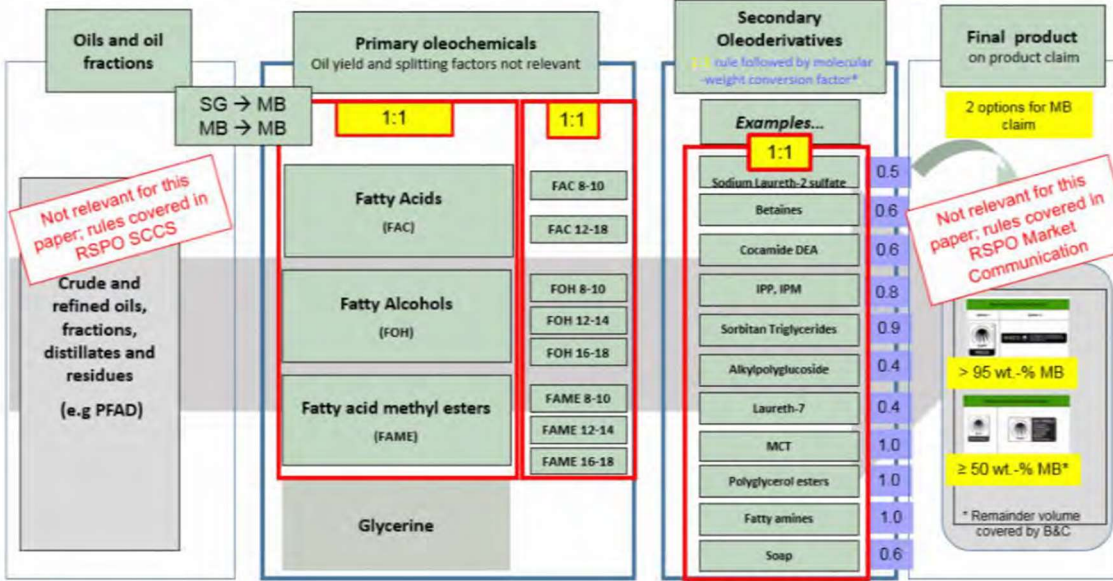 Oils and oil
fractions
Primary oleochemicals
Oil yield and splitting factors not relevant
Secondary
Oleoderivatives
1:1 rule followed by molecular
-weight conversion factor*
Final product
on product claim
SG → MB
MB → MB
1:1
1:1
Examples...
1:1
2 options for MB
claim
Not relevant for this
paper; rules covered in
RSPO SCCS
Crude and
refined oils,
fractions,
distillates and
residues
(e.g PFAD)
Fatty Acids
(FAC)
Fatty Alcohols
(FOH)
Fatty acid methyl esters
(FAME)
Glycerine
FAC 8-10
FAC 12-18
FOH 8-10
FOH 12-14
FOH 16-18
FAME 8-10
FAME 12-14
FAME 16-18
Sodium Laureth-2 sulfate 0.5
Betaines 0.6
Cocamide DEA 0.6
IPP, IPM 0.8
Sorbitan Triglycerides 0.9
Alkylpolyglucoside 0.4
Laureth-7 0.4
MCT 1.0
Polyglycerol esters 1.0
Fatty amines 1.0
Soap 0.6
Not relevant for this
paper; rules covered in
RSPO Market
Communication
> 95 wt.-% MB
≥ 50 wt.-% MB*
* Remainder volume
covered by B&C